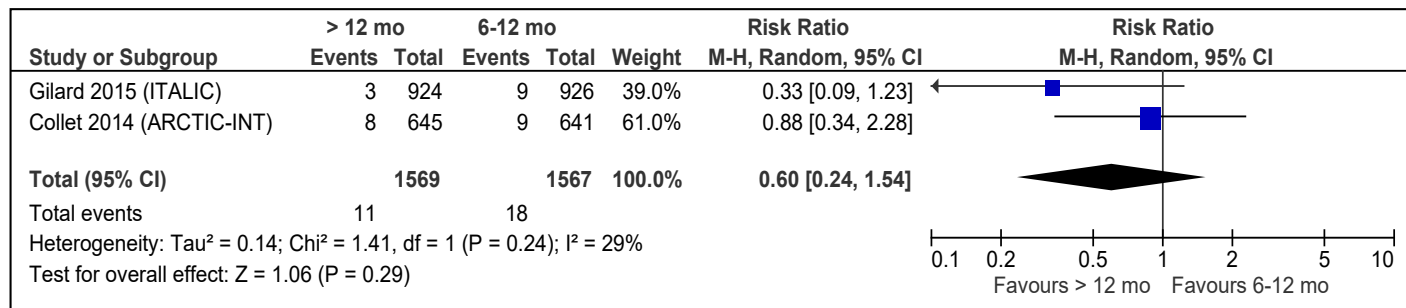 > 12 mo 6-12 mo Risk Ratio Risk Ratio
Study or Subgroup Events Total Events Total Weight M-H, Random, 95% CI M-H, Random, 95% CI
Gilard 2015 (ITALIC) 3 924 9 926 39.0% 0.33 [0.09, 1.23]
Collet 2014 (ARCTIC-INT) 8 645 9 641 61.0% 0.88 [0.34, 2.28]
Total (95% CI) 1569 1567 100.0% 0.60 [0.24, 1.54]
Total events 11 18
Heterogeneity: Tau² = 0.14; Chi² = 1.41, df = 1 (P = 0.24); I² = 29%
Test for overall effect: Z = 1.06 (P = 0.29)
0.1 0.2 0.5 1 2 5 10
Favours > 12 mo Favours 6-12 mo